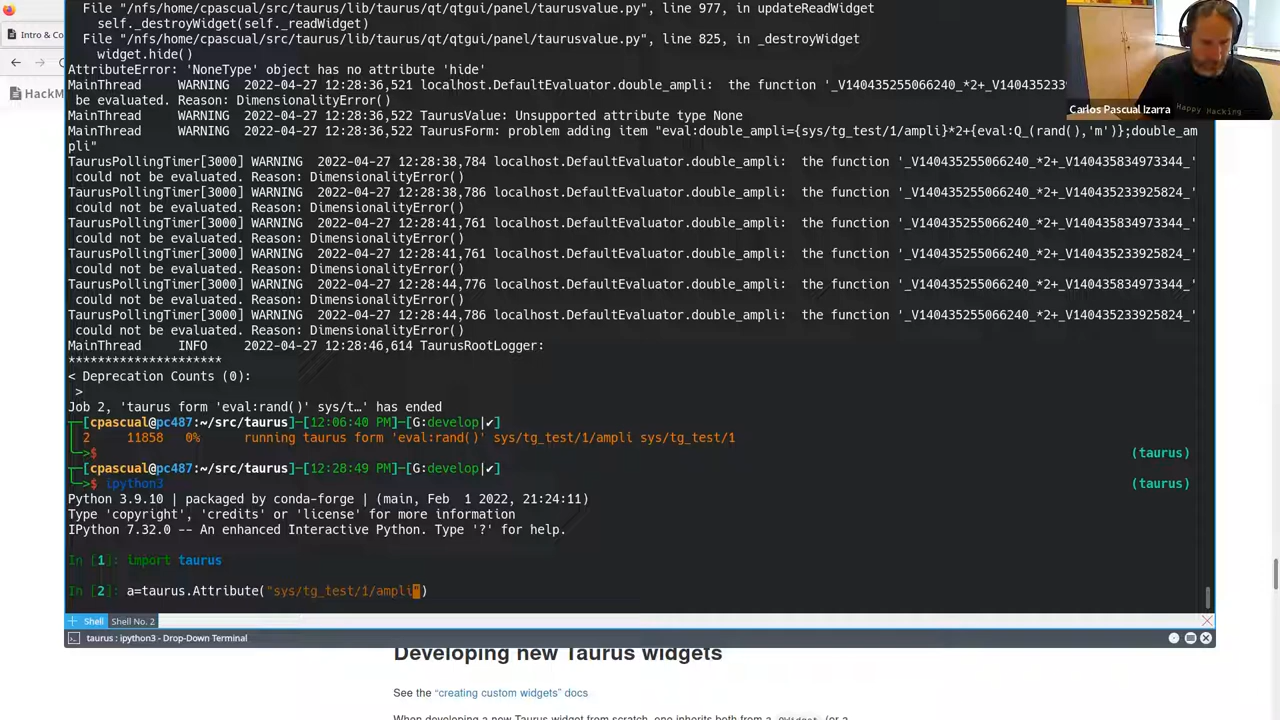 File "/nfs/home/cpascual/src/taurus/lib/taurus/qt/qtgui/panel/taurusvalue.py", line 977, in updateReadWidget
Intro & Co
self._destroyWidget(self._readWidget)
File "/nfs/home/cpascual/src/taurus/lib/taurus/qt/qtgui/panel/taurusvalue.py", line 825, in _destroyWidget
widget.hide()
AttributeError: 'NoneType' object has no attribute 'hide'
HackM
MainThread WARNING 2022-04-27 12:28:36,521 localhost.DefaultEvaluator.double_ampli: the function '_V140435255066240_*2+_V14043523
be evaluated. Reason: DimensionalityError()
Carlos Pascual Izarra
Happy Hacking.
MainThread WARNING 2022-04-27 12:28:36,522 TaurusValue: Unsupported attribute type None
MainThread WARNING 2022-04-27 12:28:36,522 TaurusForm: problem adding item "eval:double_ampli={sys/tg_test/1/ampli}*2+{eval:Q_(rand(),'m')};double_am
pli"
TaurusPollingTimer[3000] WARNING 2022-04-27 12:28:38,784 localhost.DefaultEvaluator.double_ampli: the function '_V140435255066240_*2+_V140435834973344_'
could not be evaluated. Reason: DimensionalityError()
TaurusPollingTimer[3000] WARNING 2022-04-27 12:28:38,786 localhost.DefaultEvaluator.double_ampli: the function '_V140435255066240_*2+_V140435233925824_'
could not be evaluated. Reason: DimensionalityError()
TaurusPollingTimer[3000] WARNING 2022-04-27 12:28:41,761 localhost.DefaultEvaluator.double_ampli: the function '_V140435255066240_*2+_V140435834973344_'
could not be evaluated. Reason: DimensionalityError()
TaurusPollingTimer[3000] WARNING 2022-04-27 12:28:41,761 localhost.DefaultEvaluator.double_ampli: the function '_V140435255066240_*2+_V140435233925824_'
could not be evaluated. Reason: DimensionalityError()
TaurusPollingTimer[3000] WARNING 2022-04-27 12:28:44,776 localhost.DefaultEvaluator.double_ampli: the function '_V140435255066240_*2+_V140435834973344_'
could not be evaluated. Reason: DimensionalityError()
TaurusPollingTimer[3000] WARNING 2022-04-27 12:28:44,786 localhost.DefaultEvaluator.double_ampli: the function '_V140435255066240_*2+_V140435233925824_'
could not be evaluated. Reason: DimensionalityError()
MainThread INFO 2022-04-27 12:28:46,614 TaurusRootLogger:
*********************
< Deprecation Counts (0):
>
Job 2, 'taurus form 'eval:rand()' sys/t…' has ended
[cpascual@pc487:~/src/taurus]─[12:06:40 PM]─[G:develop|✔]
2 11858 0% running taurus form 'eval:rand()' sys/tg_test/1/ampli sys/tg_test/1
>$ (taurus)
[cpascual@pc487:~/src/taurus]─[12:28:49 PM]─[G:develop|✔]
>$ ipython3 (taurus)
Python 3.9.10 | packaged by conda-forge | (main, Feb 1 2022, 21:24:11)
Type 'copyright', 'credits' or 'license' for more information
IPython 7.32.0 -- An enhanced Interactive Python. Type '?' for help.
In [1]: import taurus
In [2]: a=taurus.Attribute("sys/tg_test/1/ampli")
Shell Shell No. 2
taurus : ipython3 - Drop-Down Terminal
Developing new Taurus widgets
See the “creating custom widgets” docs
When developing a new Taurus widget from scratch, one inherits both from a QWidget (or a